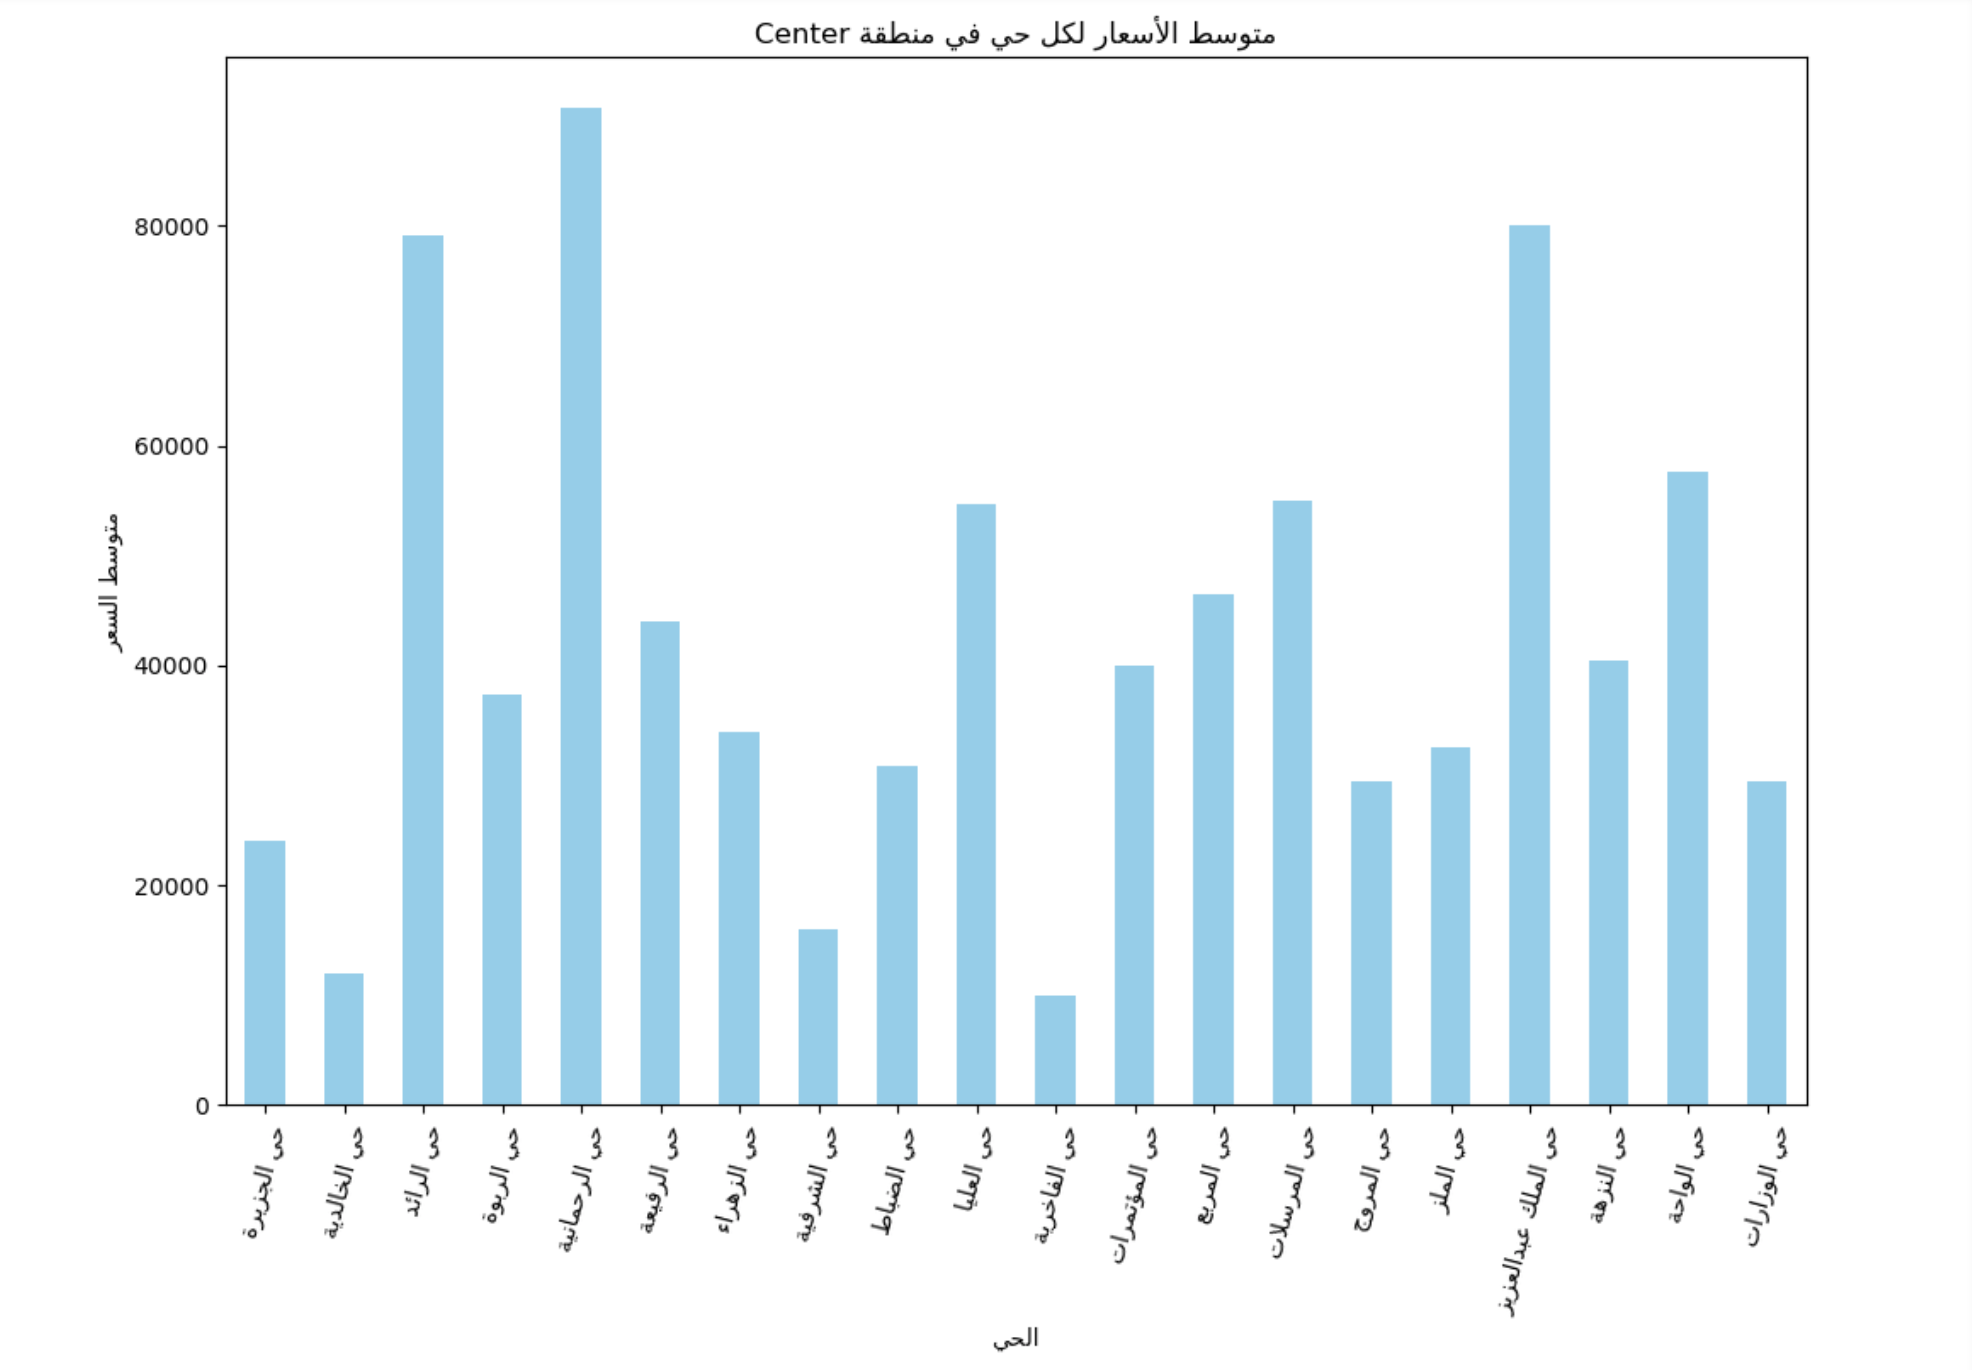 متوسط الأسعار لكل حي في منطقة Center
متوسط السعر
80000
60000
40000
20000
0
حي الجزيرة
حي الخالدية
حي الرائد
حي الربوة
حي الرحمانية
حي الرفيعة
حي الزهراء
حي الشرفية
حي الضباط
حي العليا
حي الفاخرية
حي المؤتمرات
حي المربع
حي المرسلات
حي المروج
حي الملز
حي الملك عبدالعزيز
حي النزهة
حي الواحة
حي الوزارات
الحي